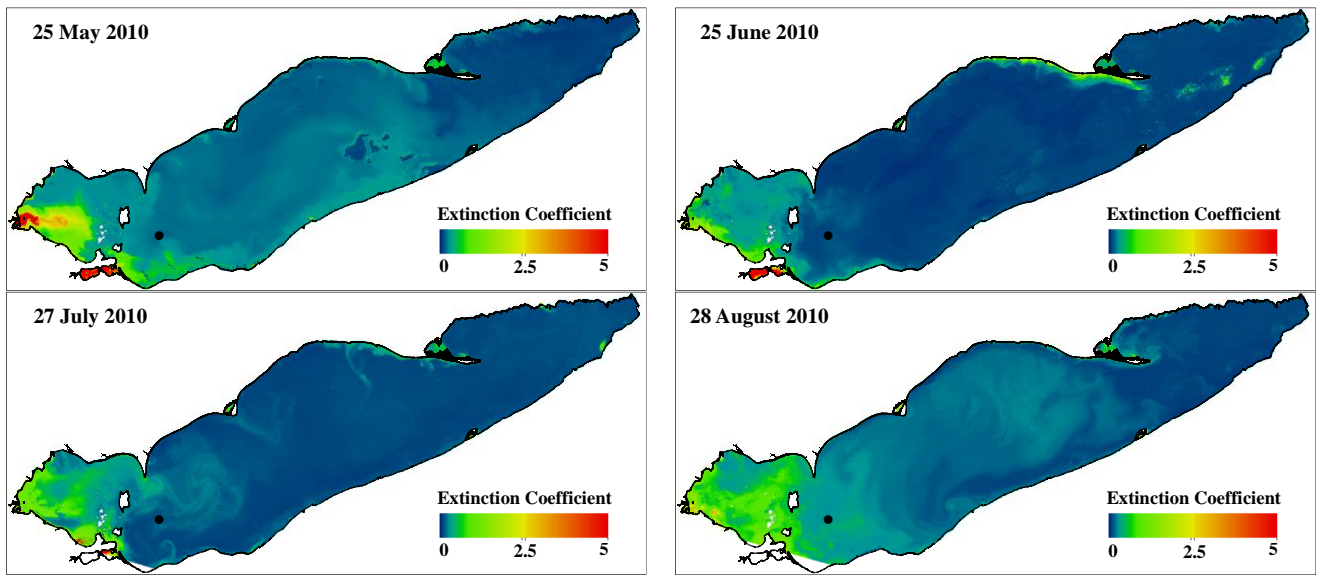 25 May 2010
Extinction Coefficient
0 2.5 5
25 June 2010
Extinction Coefficient
0 2.5 5
27 July 2010
Extinction Coefficient
0 2.5 5
28 August 2010
Extinction Coefficient
0 2.5 5